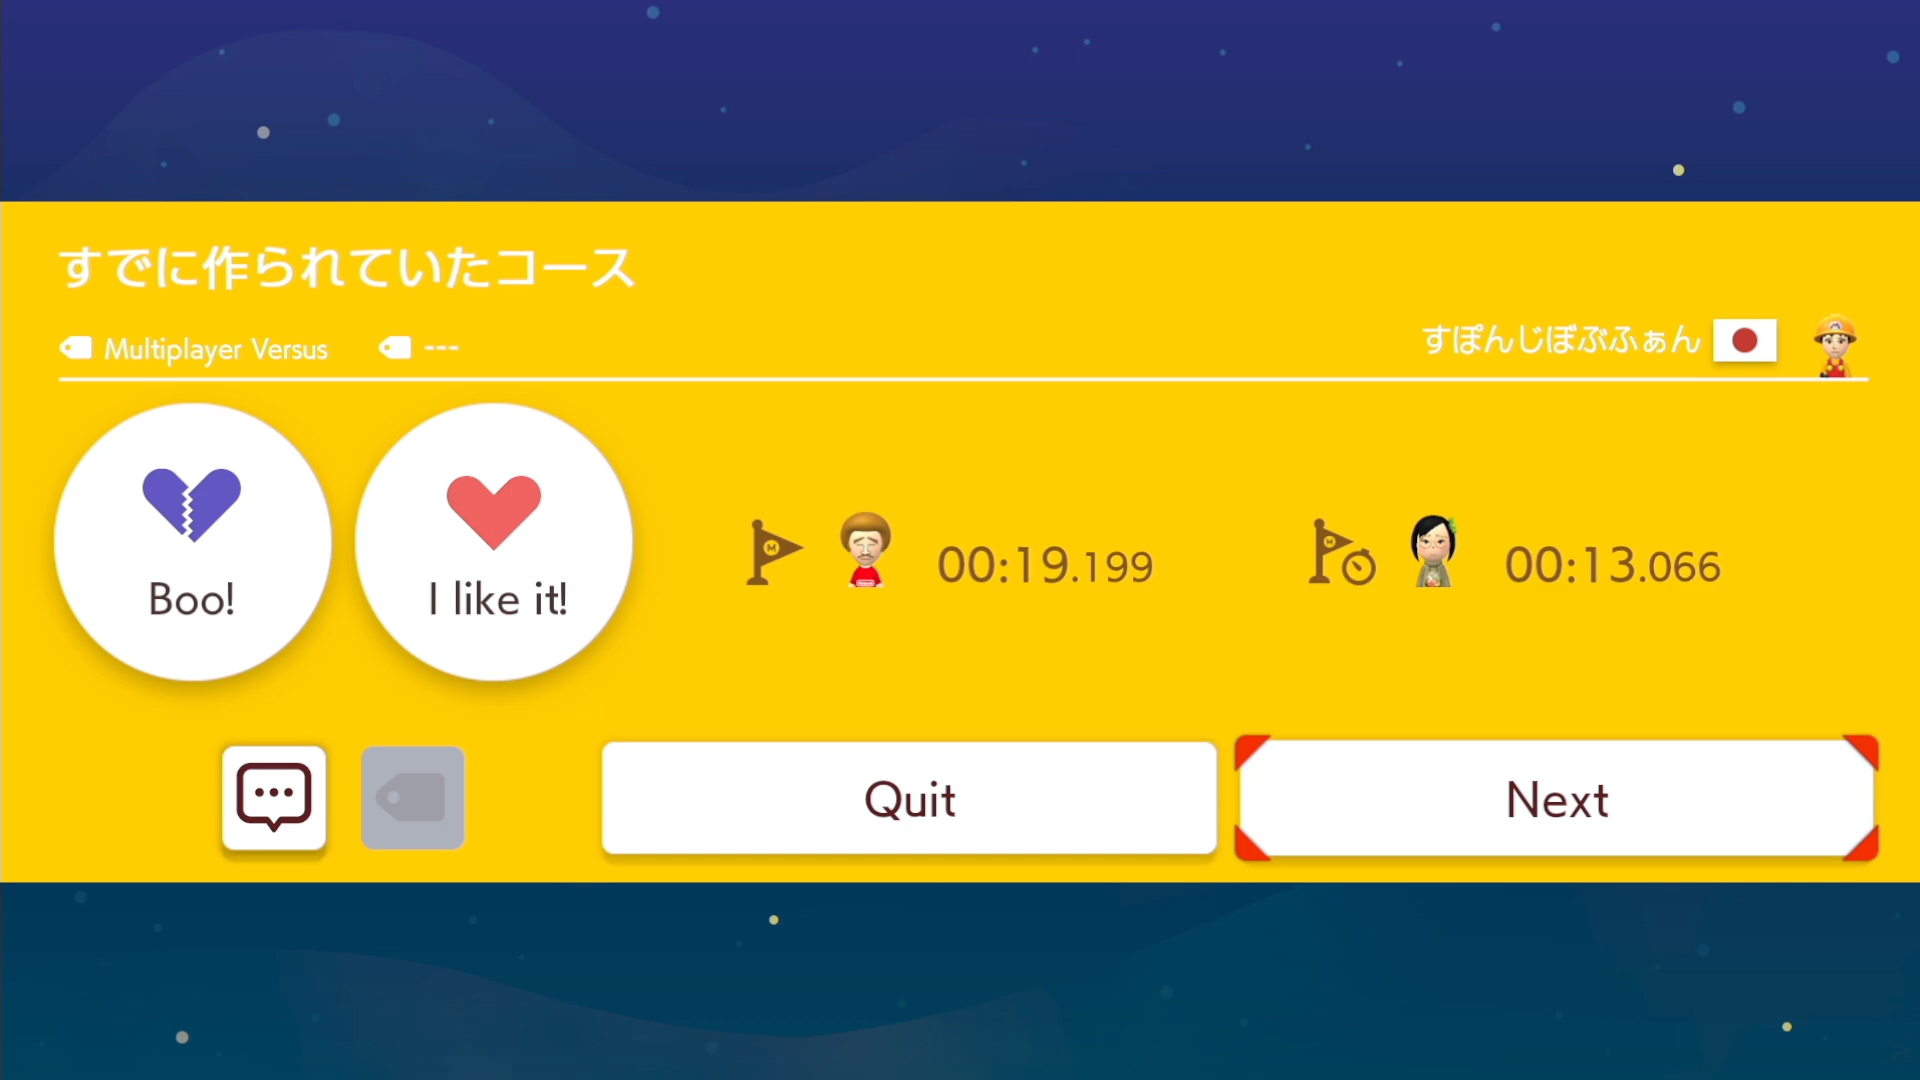 すでに作られていたコース
Multiplayer Versus ---
すぽんじぼぶふぁん
Boo!
I like it!
M
00:19.199
M
00:13.066
Quit
Next